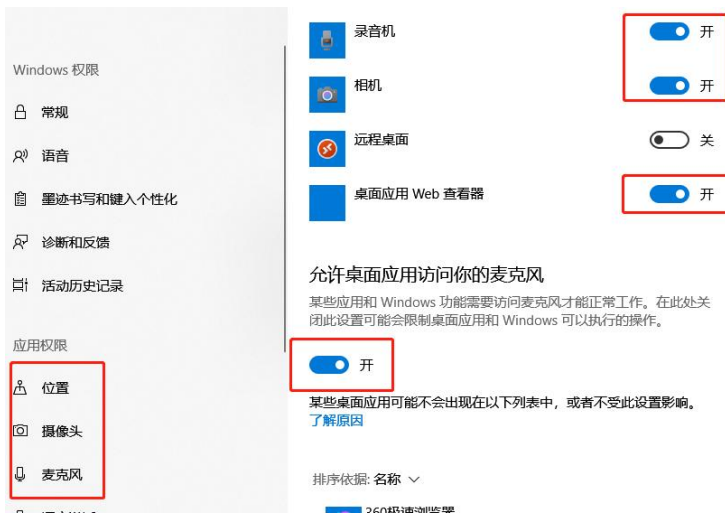 Windows 权限
常规
语音
墨迹书写和键入个性化
诊断和反馈
活动历史记录
应用权限
位置
摄像头
麦克风
录音机
开
相机
开
远程桌面
关
桌面应用 Web 查看器
开
允许桌面应用访问你的麦克风
某些应用和 Windows 功能需要访问麦克风才能正常工作。在此处关
闭此设置可能会限制桌面应用和 Windows 可以执行的操作。
开
某些桌面应用可能不会出现在以下列表中，或者不受此设置影响。
了解原因
排序依据: 名称
360极速浏览器